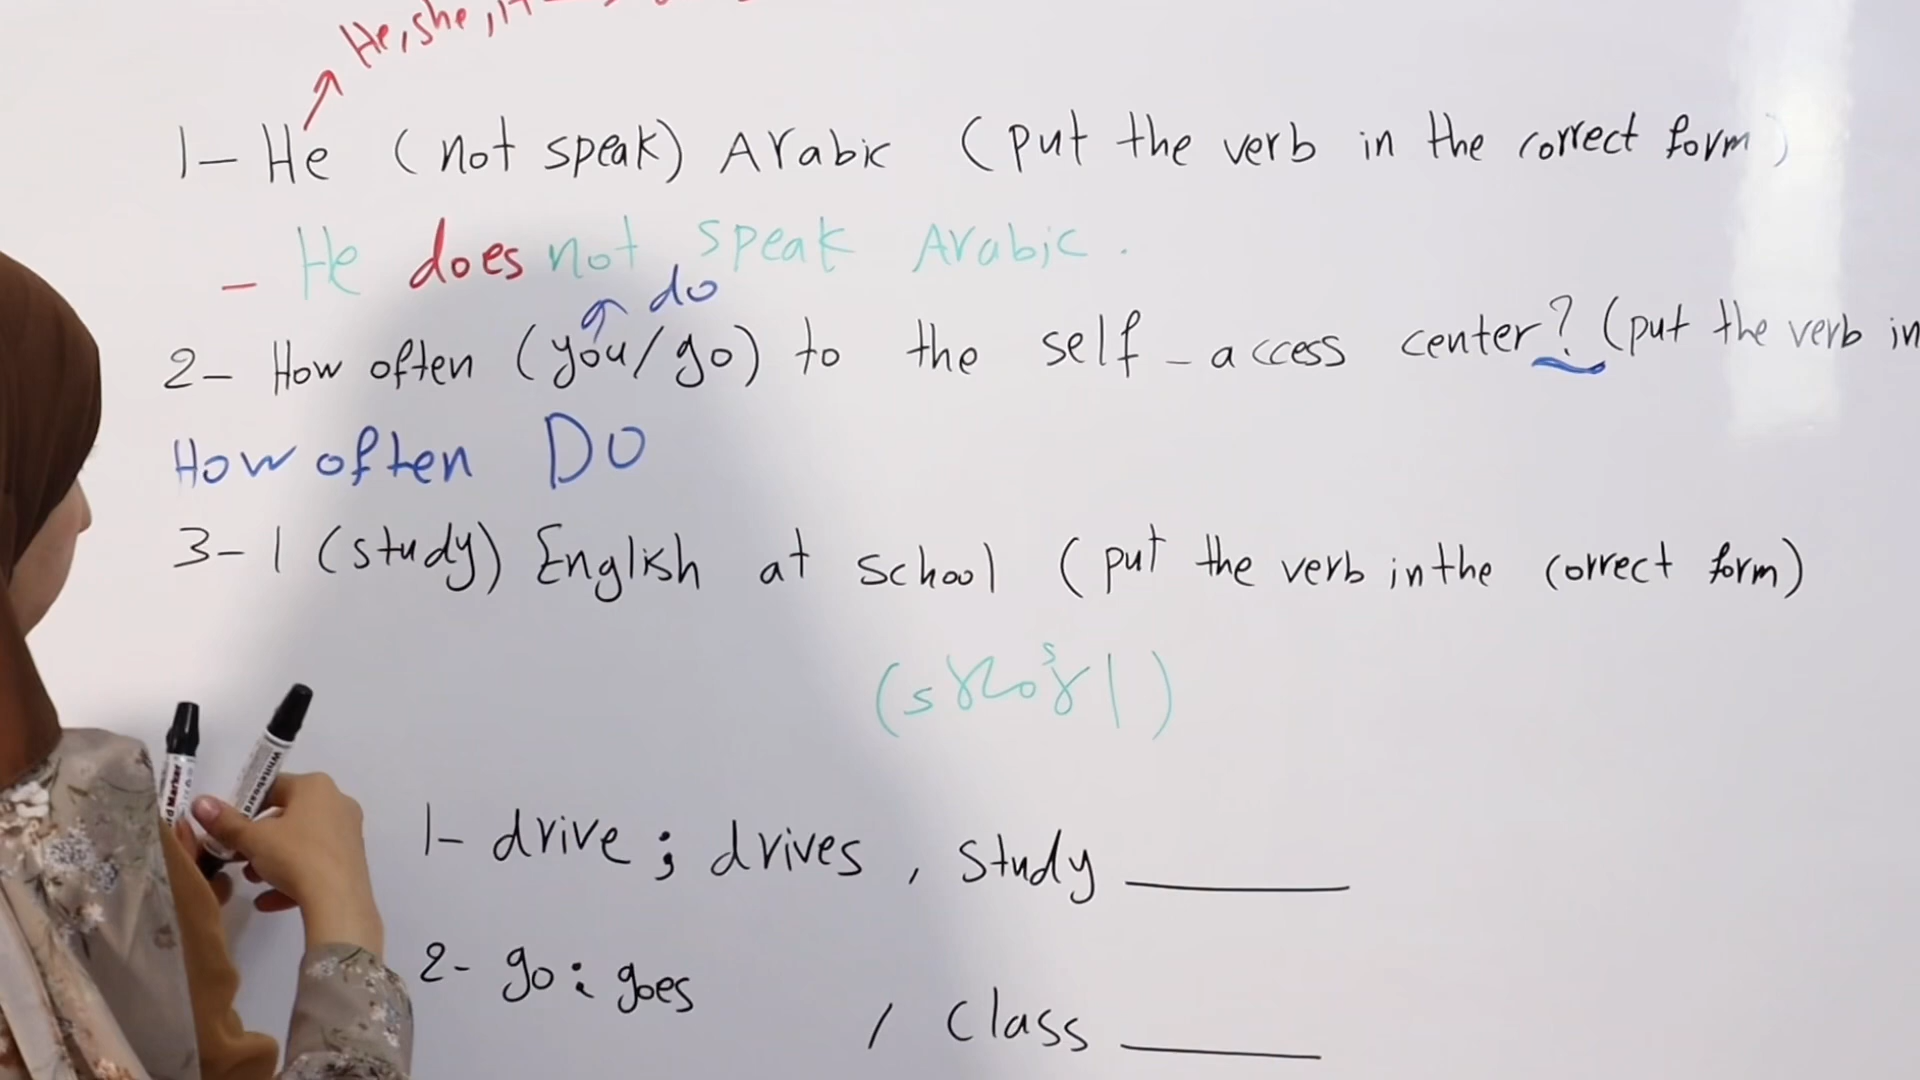 He, she, it
1- He (not speak) Arabic (put the verb in the correct form)
- He does not speak Arabic.
do
2- How often (you/go) to the self-access center? (put the verb in
How often Do
3- I (study) English at school (put the verb in the correct form)
1- drive ; drives , study ______
2- go : goes
/ Class ______